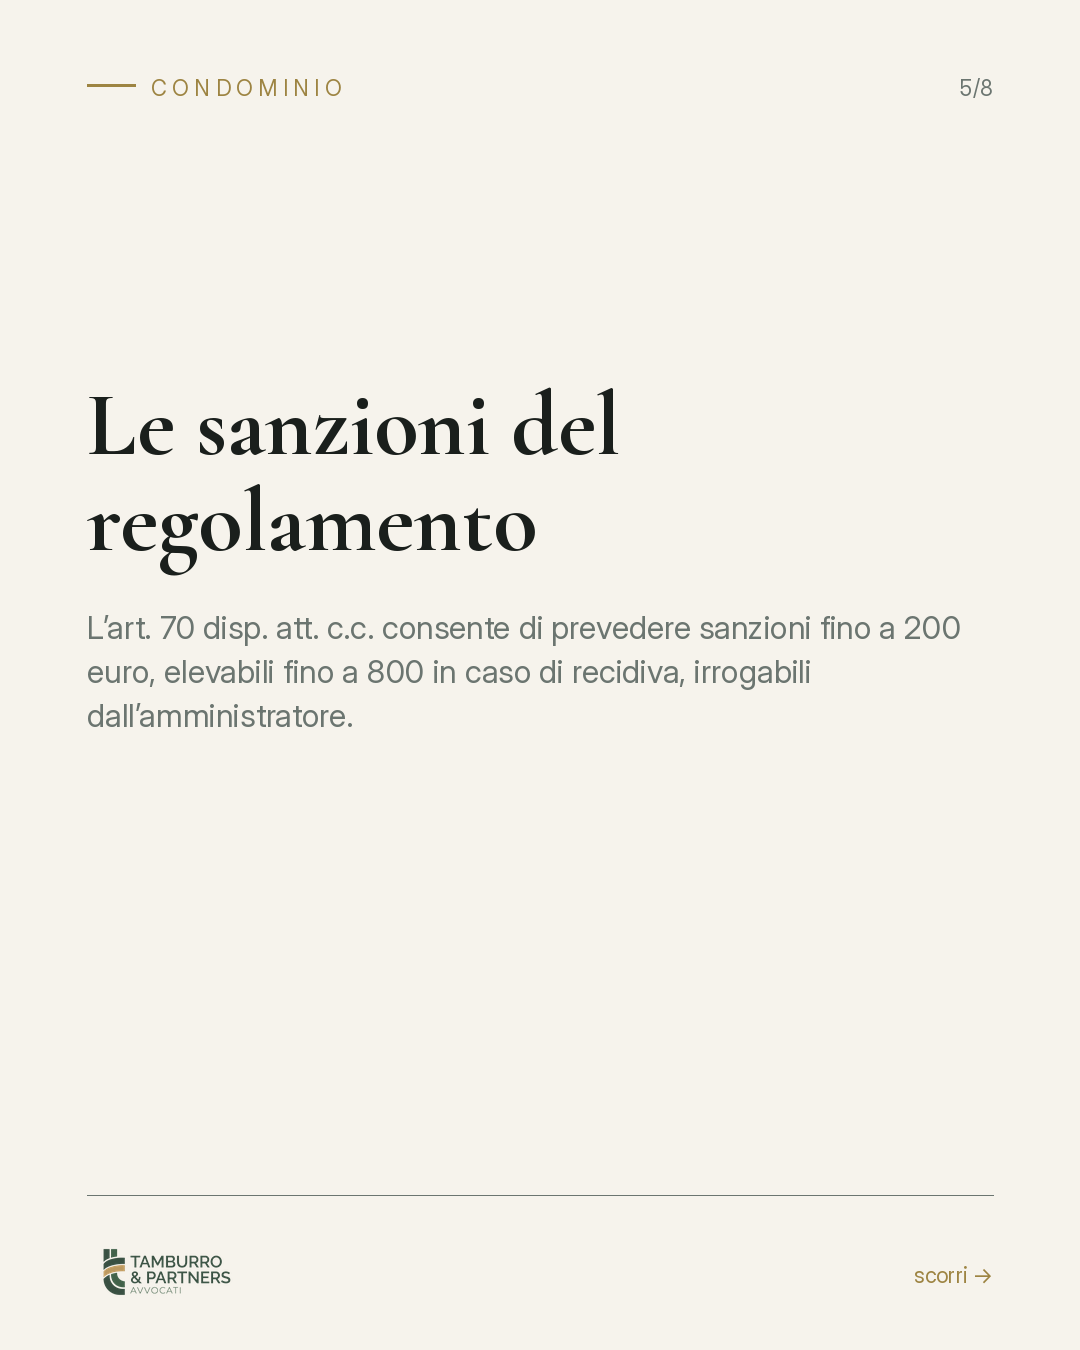 CONDOMINIO
5/8
Le sanzioni del
regolamento
L’art. 70 disp. att. c.c. consente di prevedere sanzioni fino a 200
euro, elevabili fino a 800 in caso di recidiva, irrogabili
dall’amministratore.
TAMBURRO
& PARTNERS
AVVOCATI
scorri →